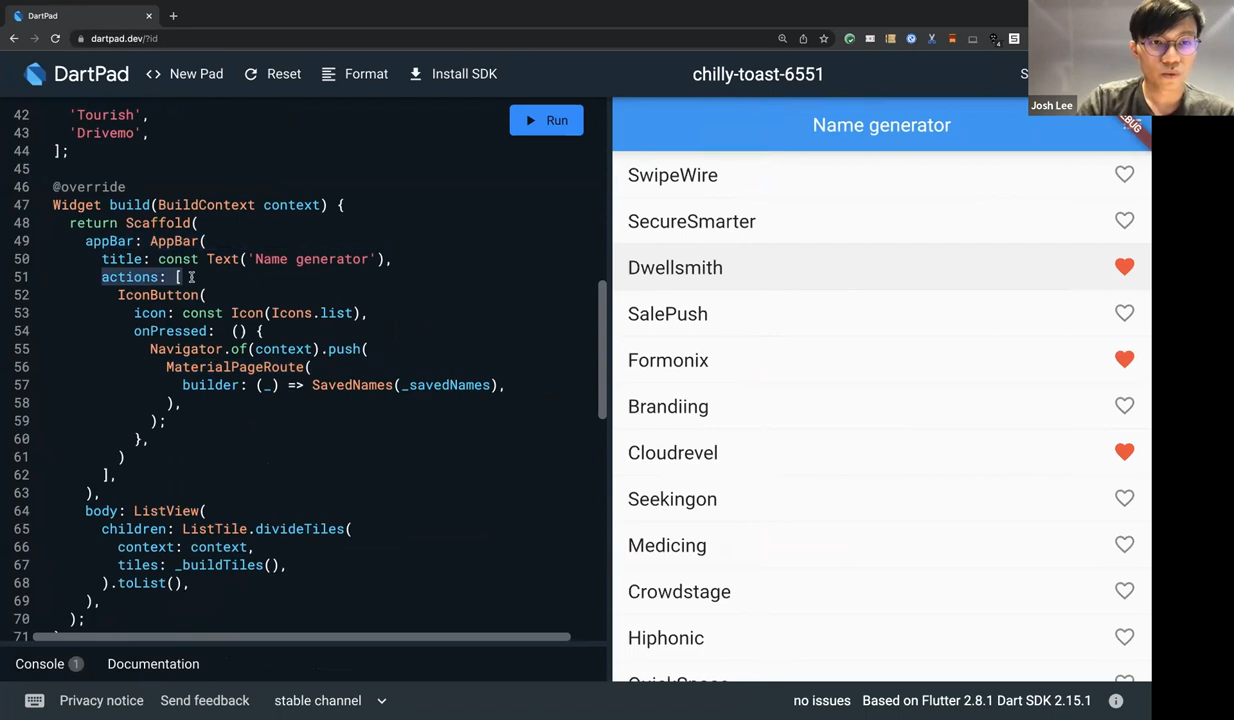 DartPad
dartpad.dev/?id
DartPad
New Pad
Reset
Format
Install SDK
chilly-toast-6551
S
Josh Lee
42 'Tourish',
43 'Drivemo',
44 ];
45
46 @override
47 Widget build(BuildContext context) {
48 return Scaffold(
49 appBar: AppBar(
50 title: const Text('Name generator'),
51 actions: [
52 IconButton(
53 icon: const Icon(Icons.list),
54 onPressed: () {
55 Navigator.of(context).push(
56 MaterialPageRoute(
57 builder: (_) => SavedNames(_savedNames),
58 ),
59 );
60 },
61 )
62 ],
63 ),
64 body: ListView(
65 children: ListTile.divideTiles(
66 context: context,
67 tiles: _buildTiles(),
68 ).toList(),
69 ),
70 );
71
Run
Name generator
SwipeWire
SecureSmarter
Dwellsmith
SalePush
Formonix
Brandiing
Cloudrevel
Seekingon
Medicing
Crowdstage
Hiphonic
Console 1
Documentation
Privacy notice
Send feedback
stable channel
no issues
Based on Flutter 2.8.1 Dart SDK 2.15.1